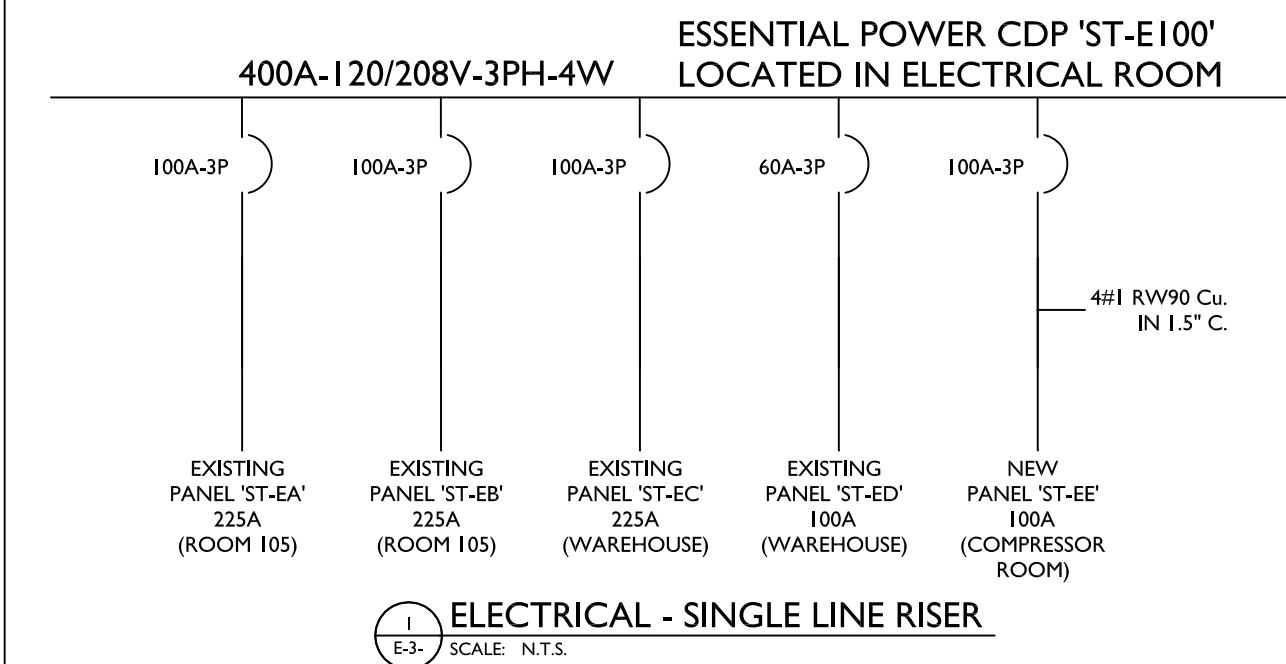 ESSENTIAL POWER CDP 'ST-E100'
400A-120/208V-3PH-4W
LOCATED IN ELECTRICAL ROOM
100A-3P
100A-3P
100A-3P
60A-3P
100A-3P
4#1 RW90 Cu.
IN 1.5" C.
EXISTING
PANEL 'ST-EA'
225A
(ROOM 105)
EXISTING
PANEL 'ST-EB'
225A
(ROOM 105)
EXISTING
PANEL 'ST-EC'
225A
(WAREHOUSE)
EXISTING
PANEL 'ST-ED'
100A
(WAREHOUSE)
NEW
PANEL 'ST-EE'
100A
(COMPRESSOR
ROOM)
1
E-3-
ELECTRICAL - SINGLE LINE RISER
SCALE: N.T.S.